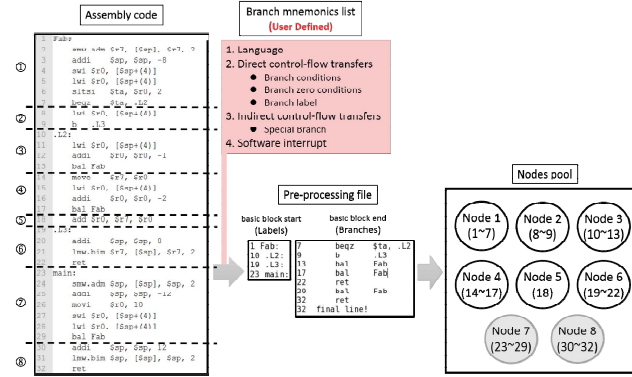 Assembly code
1 Fab:
2 smw.adm $r7, [$sp], $r7, 2
3 addi $sp, $sp, -8
4 swi $r0, [$sp+(4)]
5 lwi $r0, [$sp+(4)]
6 sltsi $ta, $r0, 2
7 beqz $ta, .L2
8 lwi $r0, [$sp+(4)]
9 b .L3
10 .L2:
11 lwi $r0, [$sp+(4)]
12 addi $r0, $r0, -1
13 bal Fab
14 move $r7, $r0
15 lwi $r0, [$sp+(4)]
16 addi $r0, $r0, -2
17 bal Fab
18 add $r0, $r7, $r0
19 .L3:
20 addi $sp, $sp, 8
21 lmw.bim $r7, [$sp], $r7, 2
22 ret
23 main:
24 smw.adm $sp, [$sp], $sp, 2
25 addi $sp, $sp, -12
26 movi $r0, 10
27 swi $r0, [$sp+(4)]
28 lwi $r0, [$sp+(4)]
29 bal Fab
30 addi $sp, $sp, 12
31 lmw.bim $sp, [$sp], $sp, 2
32 ret
①
②
③
④
⑤
⑥
⑦
⑧
Branch mnemonics list
(User Defined)
1. Language
2. Direct control-flow transfers
● Branch conditions
● Branch zero conditions
● Branch label
3. Indirect control-flow transfers
● Special Branch
4. Software interrupt
Pre-processing file
basic block start
(Labels)
1 Fab:
10 .L2:
19 .L3:
23 main:
basic block end
(Branches)
7 beqz $ta, .L2
9 b .L3
13 bal Fab
17 bal Fab
22 ret
29 bal Fab
32 ret
32 final line!
Nodes pool
Node 1
(1~7)
Node 2
(8~9)
Node 3
(10~13)
Node 4
(14~17)
Node 5
(18)
Node 6
(19~22)
Node 7
(23~29)
Node 8
(30~32)